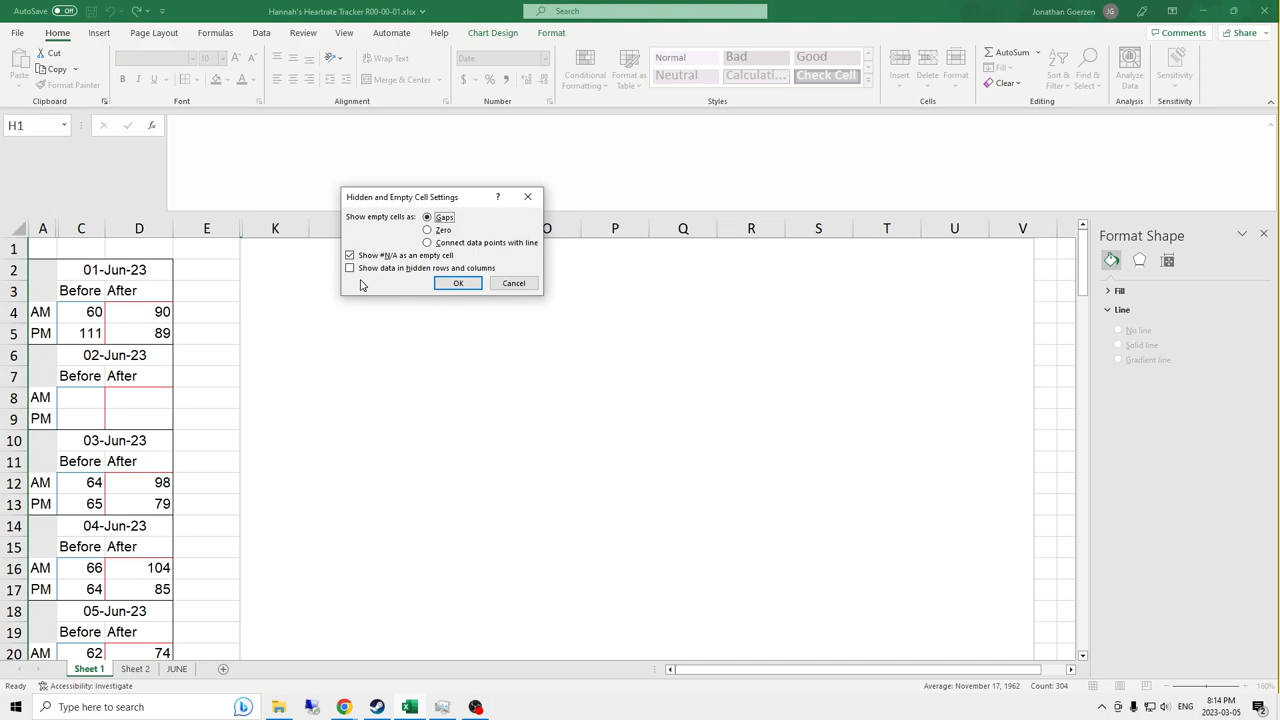 AutoSave Off
Hannah's Heartrate Tracker R00-00-01.xlsx
Search
Jonathan Goerzen JG
File Home Insert Page Layout Formulas Data Review View Automate Help Chart Design Format
Comments Share
Paste
Cut
Copy
Format Painter
Clipboard
B I U
A A
Font
Wrap Text
Merge & Center
Alignment
Date
$ %
Number
Conditional Formatting
Format as Table
Normal Bad Good
Neutral Calculati... Check Cell
Styles
Insert Delete Format
Cells
AutoSum
Fill
Clear
Sort & Filter
Find & Select
Editing
Analyze Data
Analysis
Sensitivity
Sensitivity
H1 fx
Hidden and Empty Cell Settings ?
Show empty cells as: Gaps
Zero
Connect data points with line
Show #N/A as an empty cell
Show data in hidden rows and columns
OK Cancel
A C D E K O P Q R S T U V
1
2 01-Jun-23
3 Before After
4 AM 60 90
5 PM 111 89
6 02-Jun-23
7 Before After
8 AM
9 PM
10 03-Jun-23
11 Before After
12 AM 64 98
13 PM 65 79
14 04-Jun-23
15 Before After
16 AM 66 104
17 PM 64 85
18 05-Jun-23
19 Before After
20 AM 62 74
Format Shape
Fill
Line
No line
Solid line
Gradient line
Sheet 1 Sheet 2 JUNE
Ready Accessibility: Investigate
Average: November 17, 1962 Count: 304
160%
Type here to search
ENG
8:14 PM
2023-03-05
2